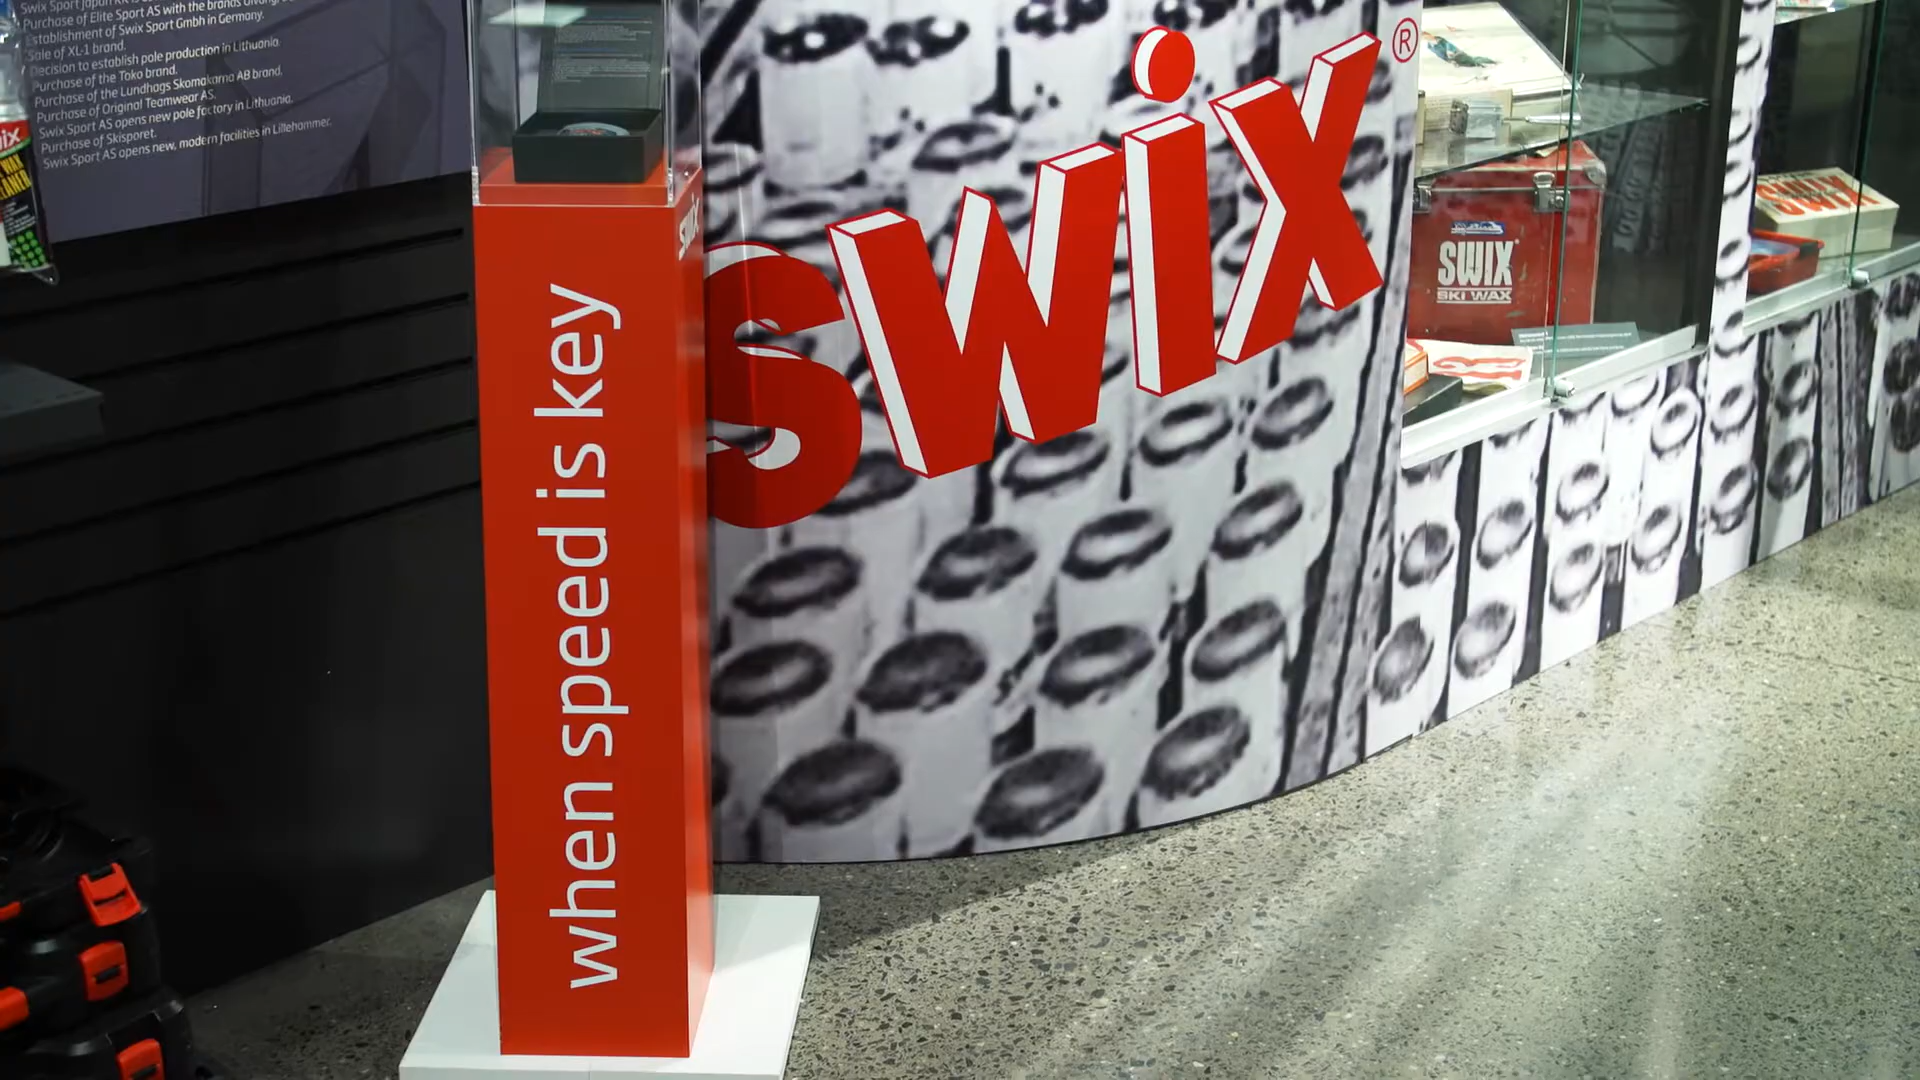 Swix Sport Japan KK is
Purchase of Elite Sport AS with the brands
Establishment of Swix Sport Gmbh in Germany.
Sale of XL-1 brand.
Decision to establish pole production in Lithuania.
Purchase of the Toko brand.
Purchase of the Lundhags Skomakarna AB brand.
Purchase of Original Teamwear AS.
Swix Sport AS opens new pole factory in Lithuania.
Purchase of Skisporet.
Swix Sport AS opens new, modern facilities in Lillehammer.
swix
when speed is key
swix®
SWIX
SKI WAX
SWIX